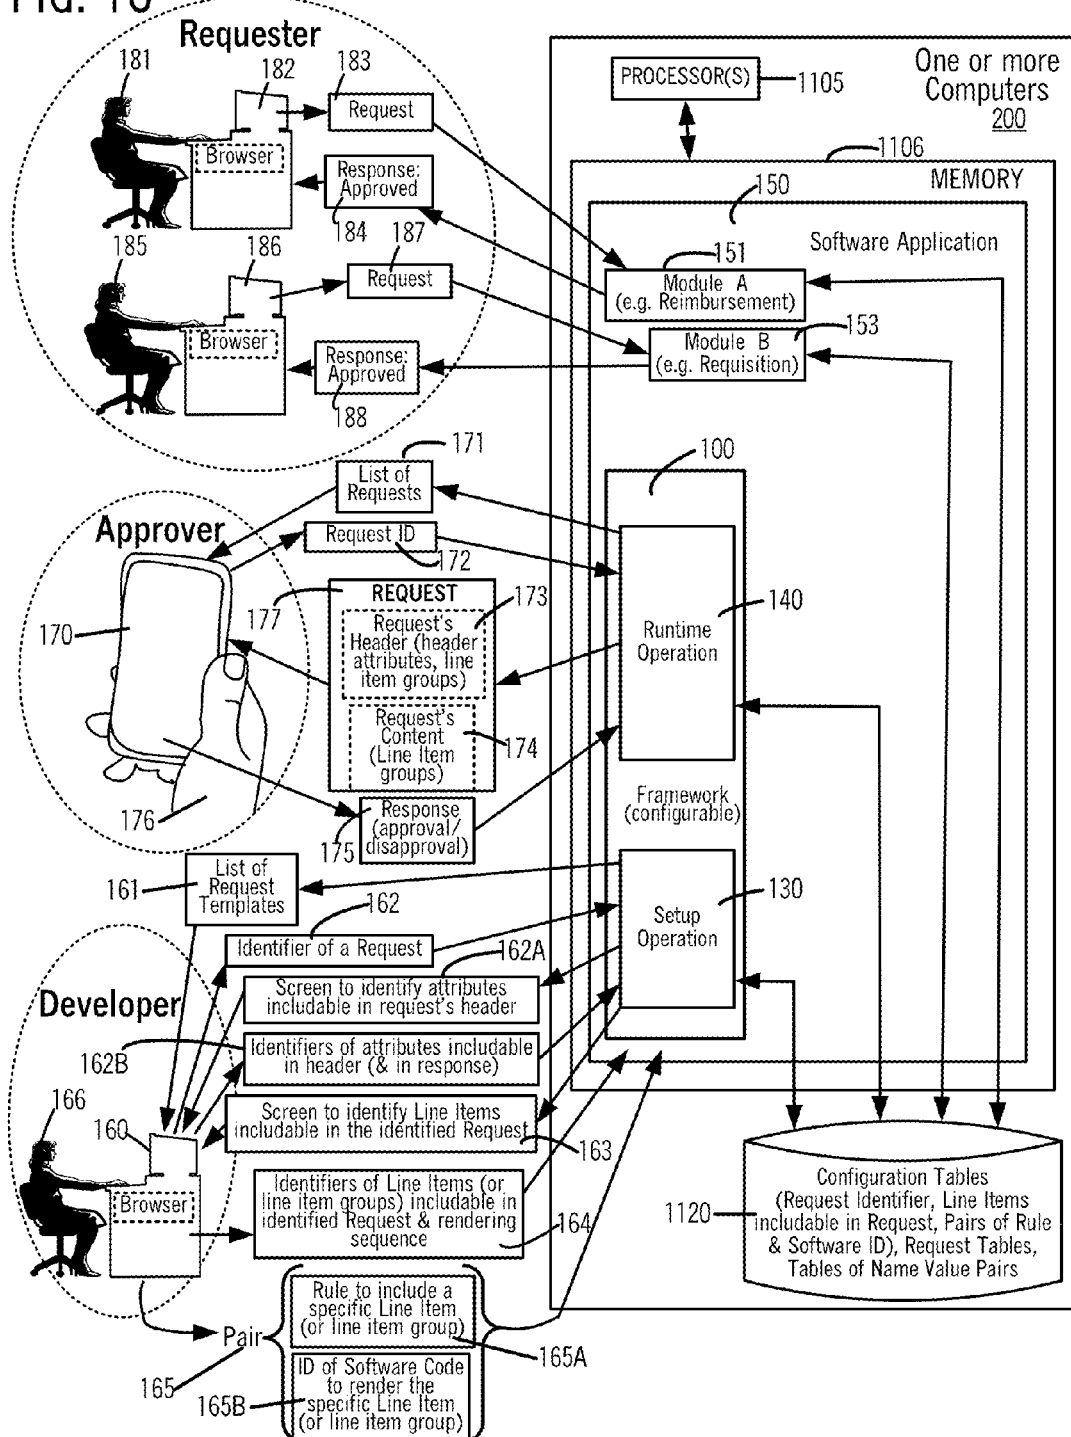 FIG. 1G
Requester
181
182
183
Request
Browser
Response:
Approved
184
185
186
187
Request
Browser
Response:
Approved
188
PROCESSOR(S)
1105
One or more
Computers
200
1106
MEMORY
150
Software Application
151
Module A
(e.g. Reimbursement)
153
Module B
(e.g. Requisition)
100
171
List of
Requests
Approver
Request ID
172
REQUEST
177
173
Request's
Header (header
attributes, line
item groups)
Request's
Content
(Line Item
groups)
174
170
176
Response
(approval/
disapproval)
175
140
Runtime
Operation
Framework
(configurable)
130
Setup
Operation
161
List of
Request
Templates
162
Identifier of a Request
162A
Screen to identify attributes
includable in request's header
Developer
162B
Identifiers of attributes includable
in header (& in response)
166
160
Screen to identify Line Items
includable in the identified Request
163
Browser
Identifiers of Line Items (or
line item groups) includable in
identified Request & rendering
sequence
164
1120
Configuration Tables
(Request Identifier, Line Items
includable in Request, Pairs of Rule
& Software ID), Request Tables,
Tables of Name Value Pairs
Pair
165
Rule to include a
specific Line Item
(or line item group)
165A
ID of Software Code
to render the
specific Line Item
(or line item group)
165B